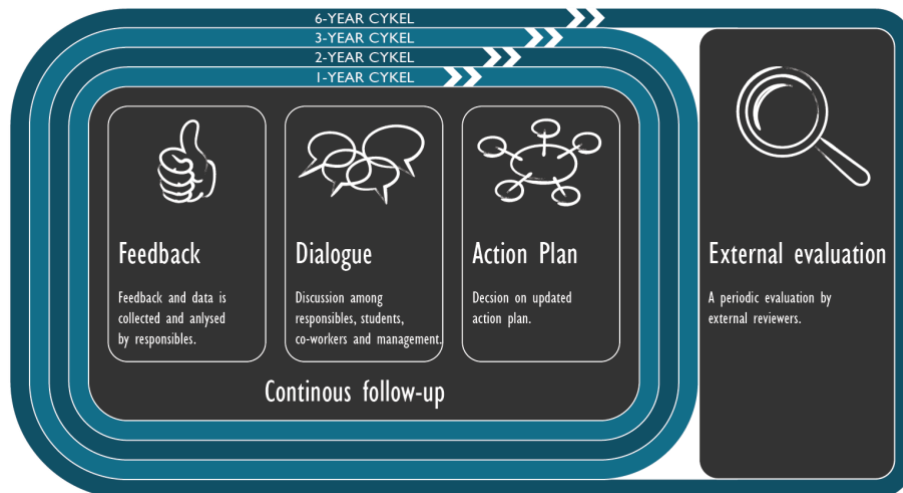 6-YEAR CYKEL
3-YEAR CYKEL
2-YEAR CYKEL
1-YEAR CYKEL
Feedback
Feedback and data is
collected and anlysed
by responsibles.
Dialogue
Discussion among
responsibles, students,
co-workers and management.
Action Plan
Decsion on updated
action plan.
Continous follow-up
External evaluation
A periodic evaluation by
external reviewers.